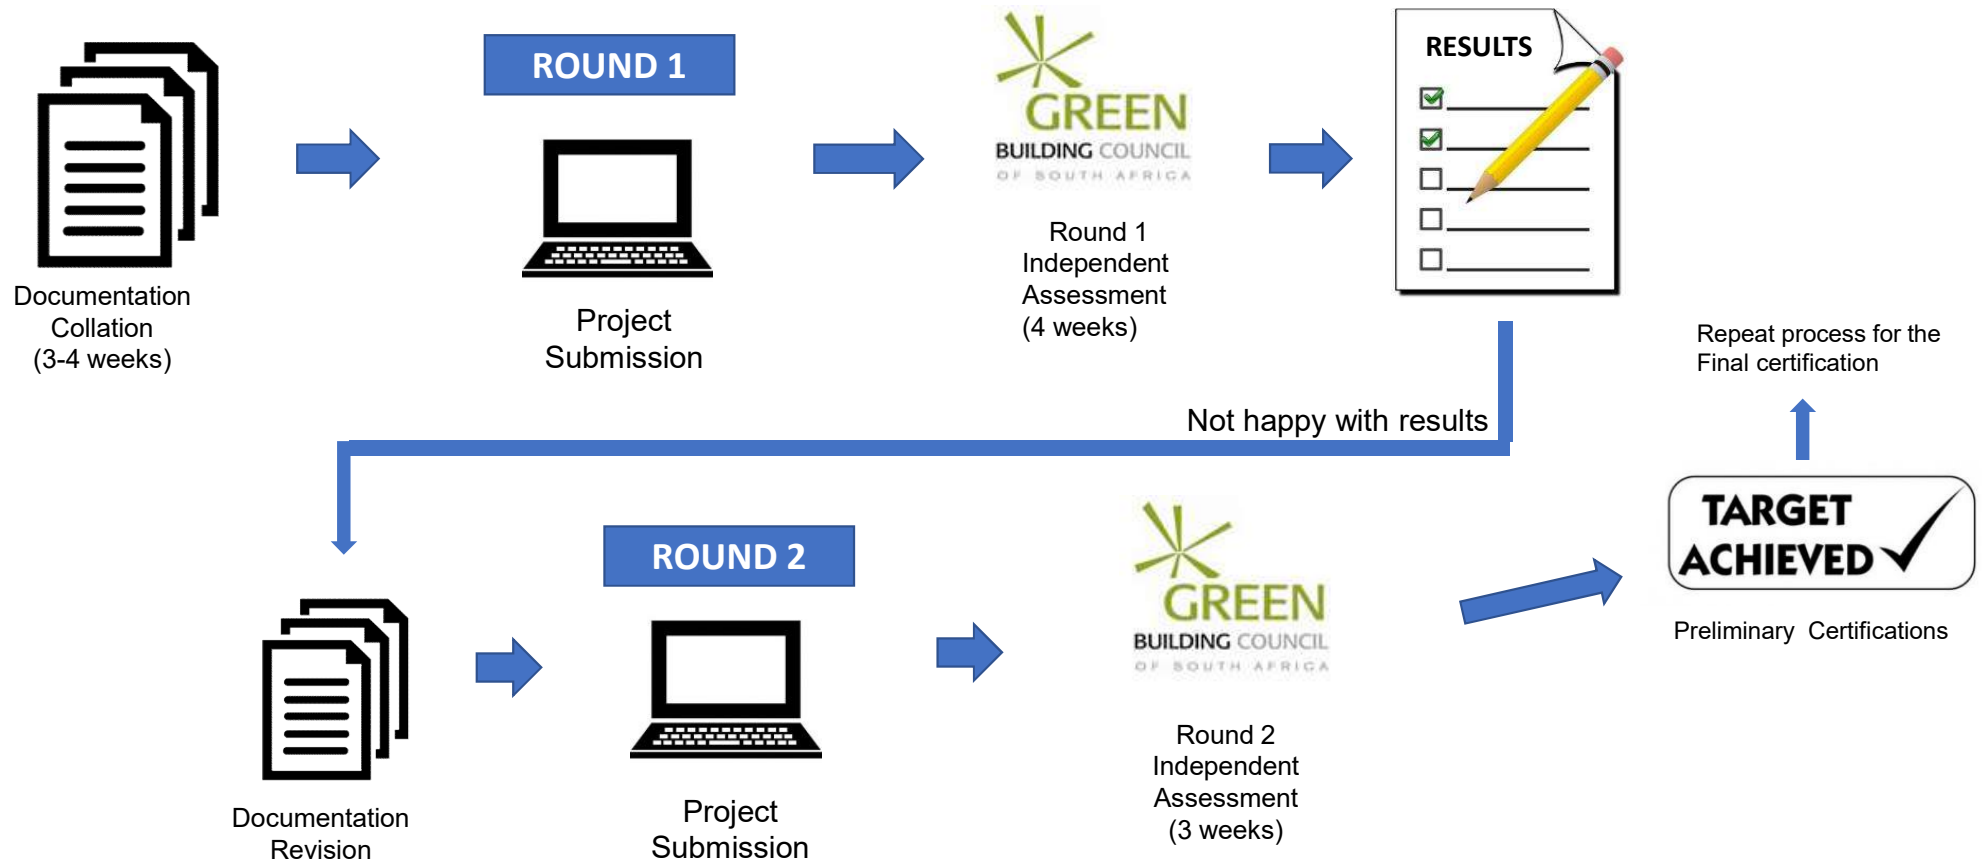 ROUND 1
GREEN
BUILDING COUNCIL
OF SOUTH AFRICA
RESULTS
Documentation
Collation
(3-4 weeks)
Project
Submission
Round 1
Independent
Assessment
(4 weeks)
Repeat process for the
Final certification
Not happy with results
ROUND 2
GREEN
BUILDING COUNCIL
OF SOUTH AFRICA
TARGET
ACHIEVED
Preliminary Certifications
Documentation
Revision
Project
Submission
Round 2
Independent
Assessment
(3 weeks)